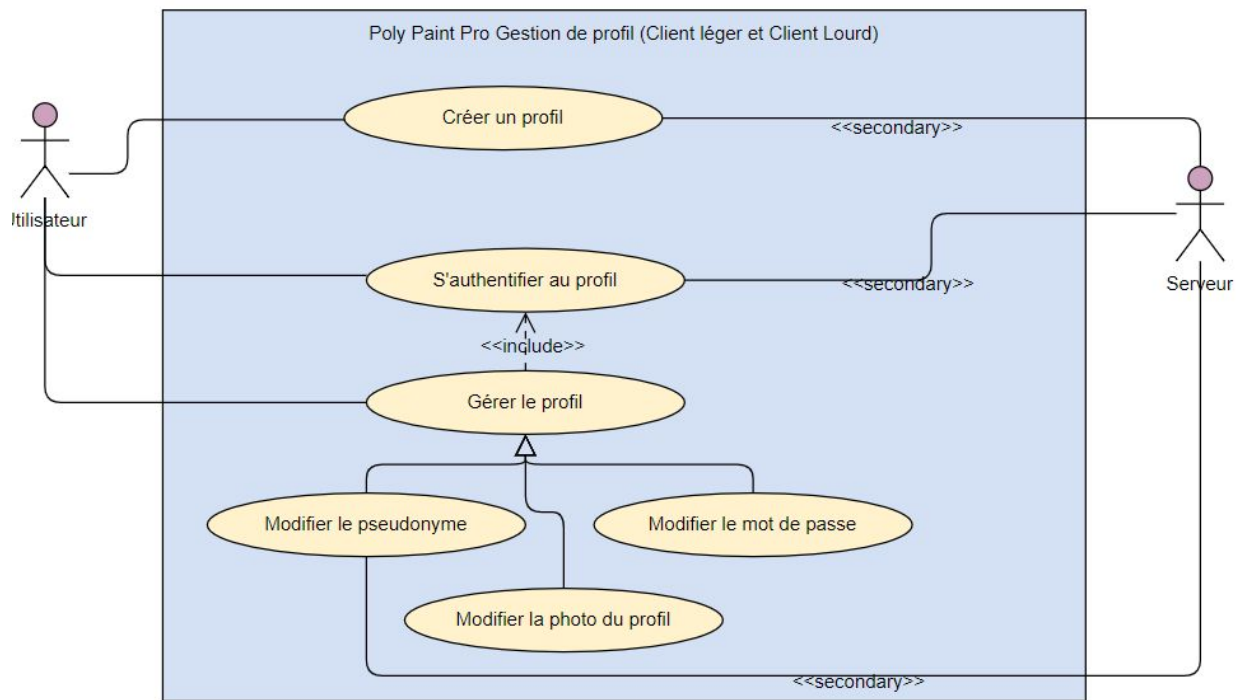 Poly Paint Pro Gestion de profil (Client léger et Client Lourd)
Créer un profil
<<secondary>>
Utilisateur
S'authentifier au profil
<<secondary>>
Serveur
<<include>>
Gérer le profil
Modifier le pseudonyme
Modifier le mot de passe
Modifier la photo du profil
<<secondary>>